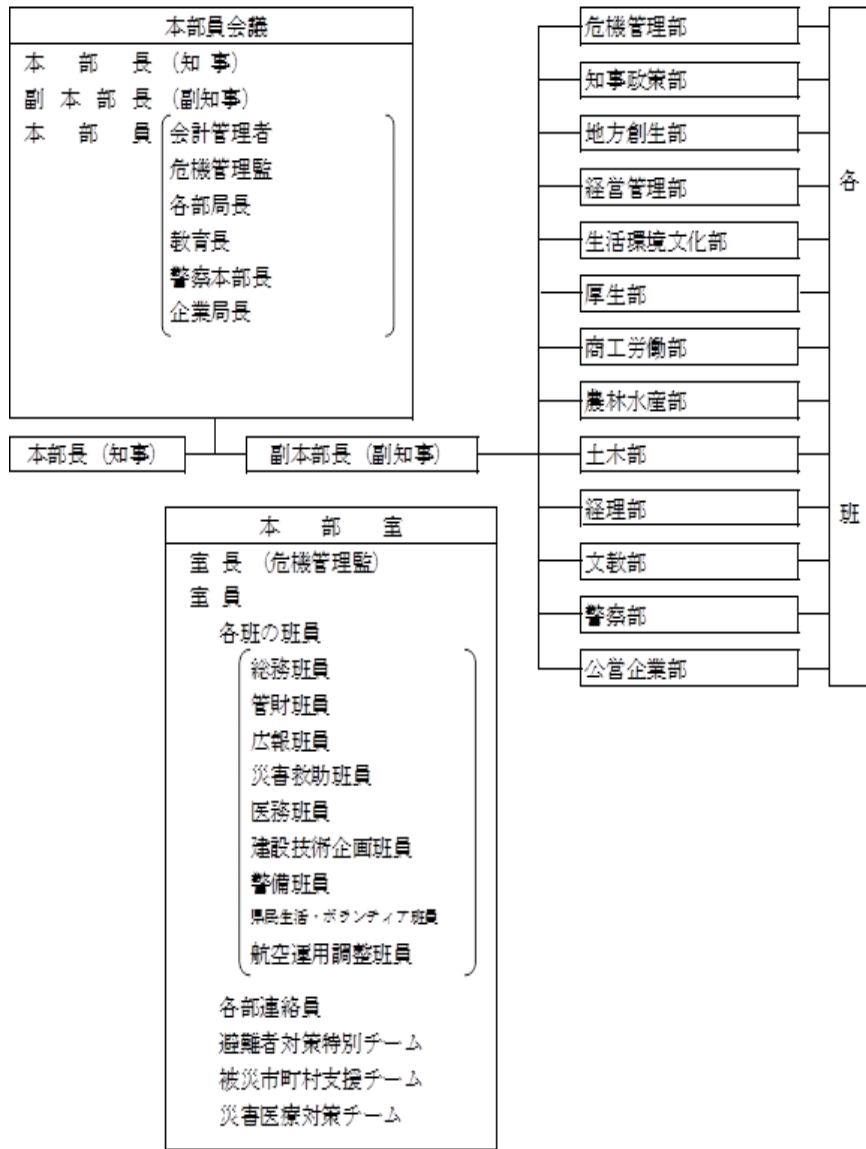 本部員会議
本部長（知事）
副本部長（副知事）
本部員 会計管理者
危機管理監
各部局長
教育長
警察本部長
企業局長
本部長（知事）
副本部長（副知事）
危機管理部
知事政策部
地方創生部
経営管理部
生活環境文化部
厚生部
商工労働部
農林水産部
土木部
経理部
文教部
警察部
公営企業部
各班
本部室
室長（危機管理監）
室員
各班の班員
総務班員
管財班員
広報班員
災害救助班員
医務班員
建設技術企画班員
警備班員
県民生活・ボランティア班員
航空運用調整班員
各部連絡員
避難者対策特別チーム
被災市町村支援チーム
災害医療対策チーム